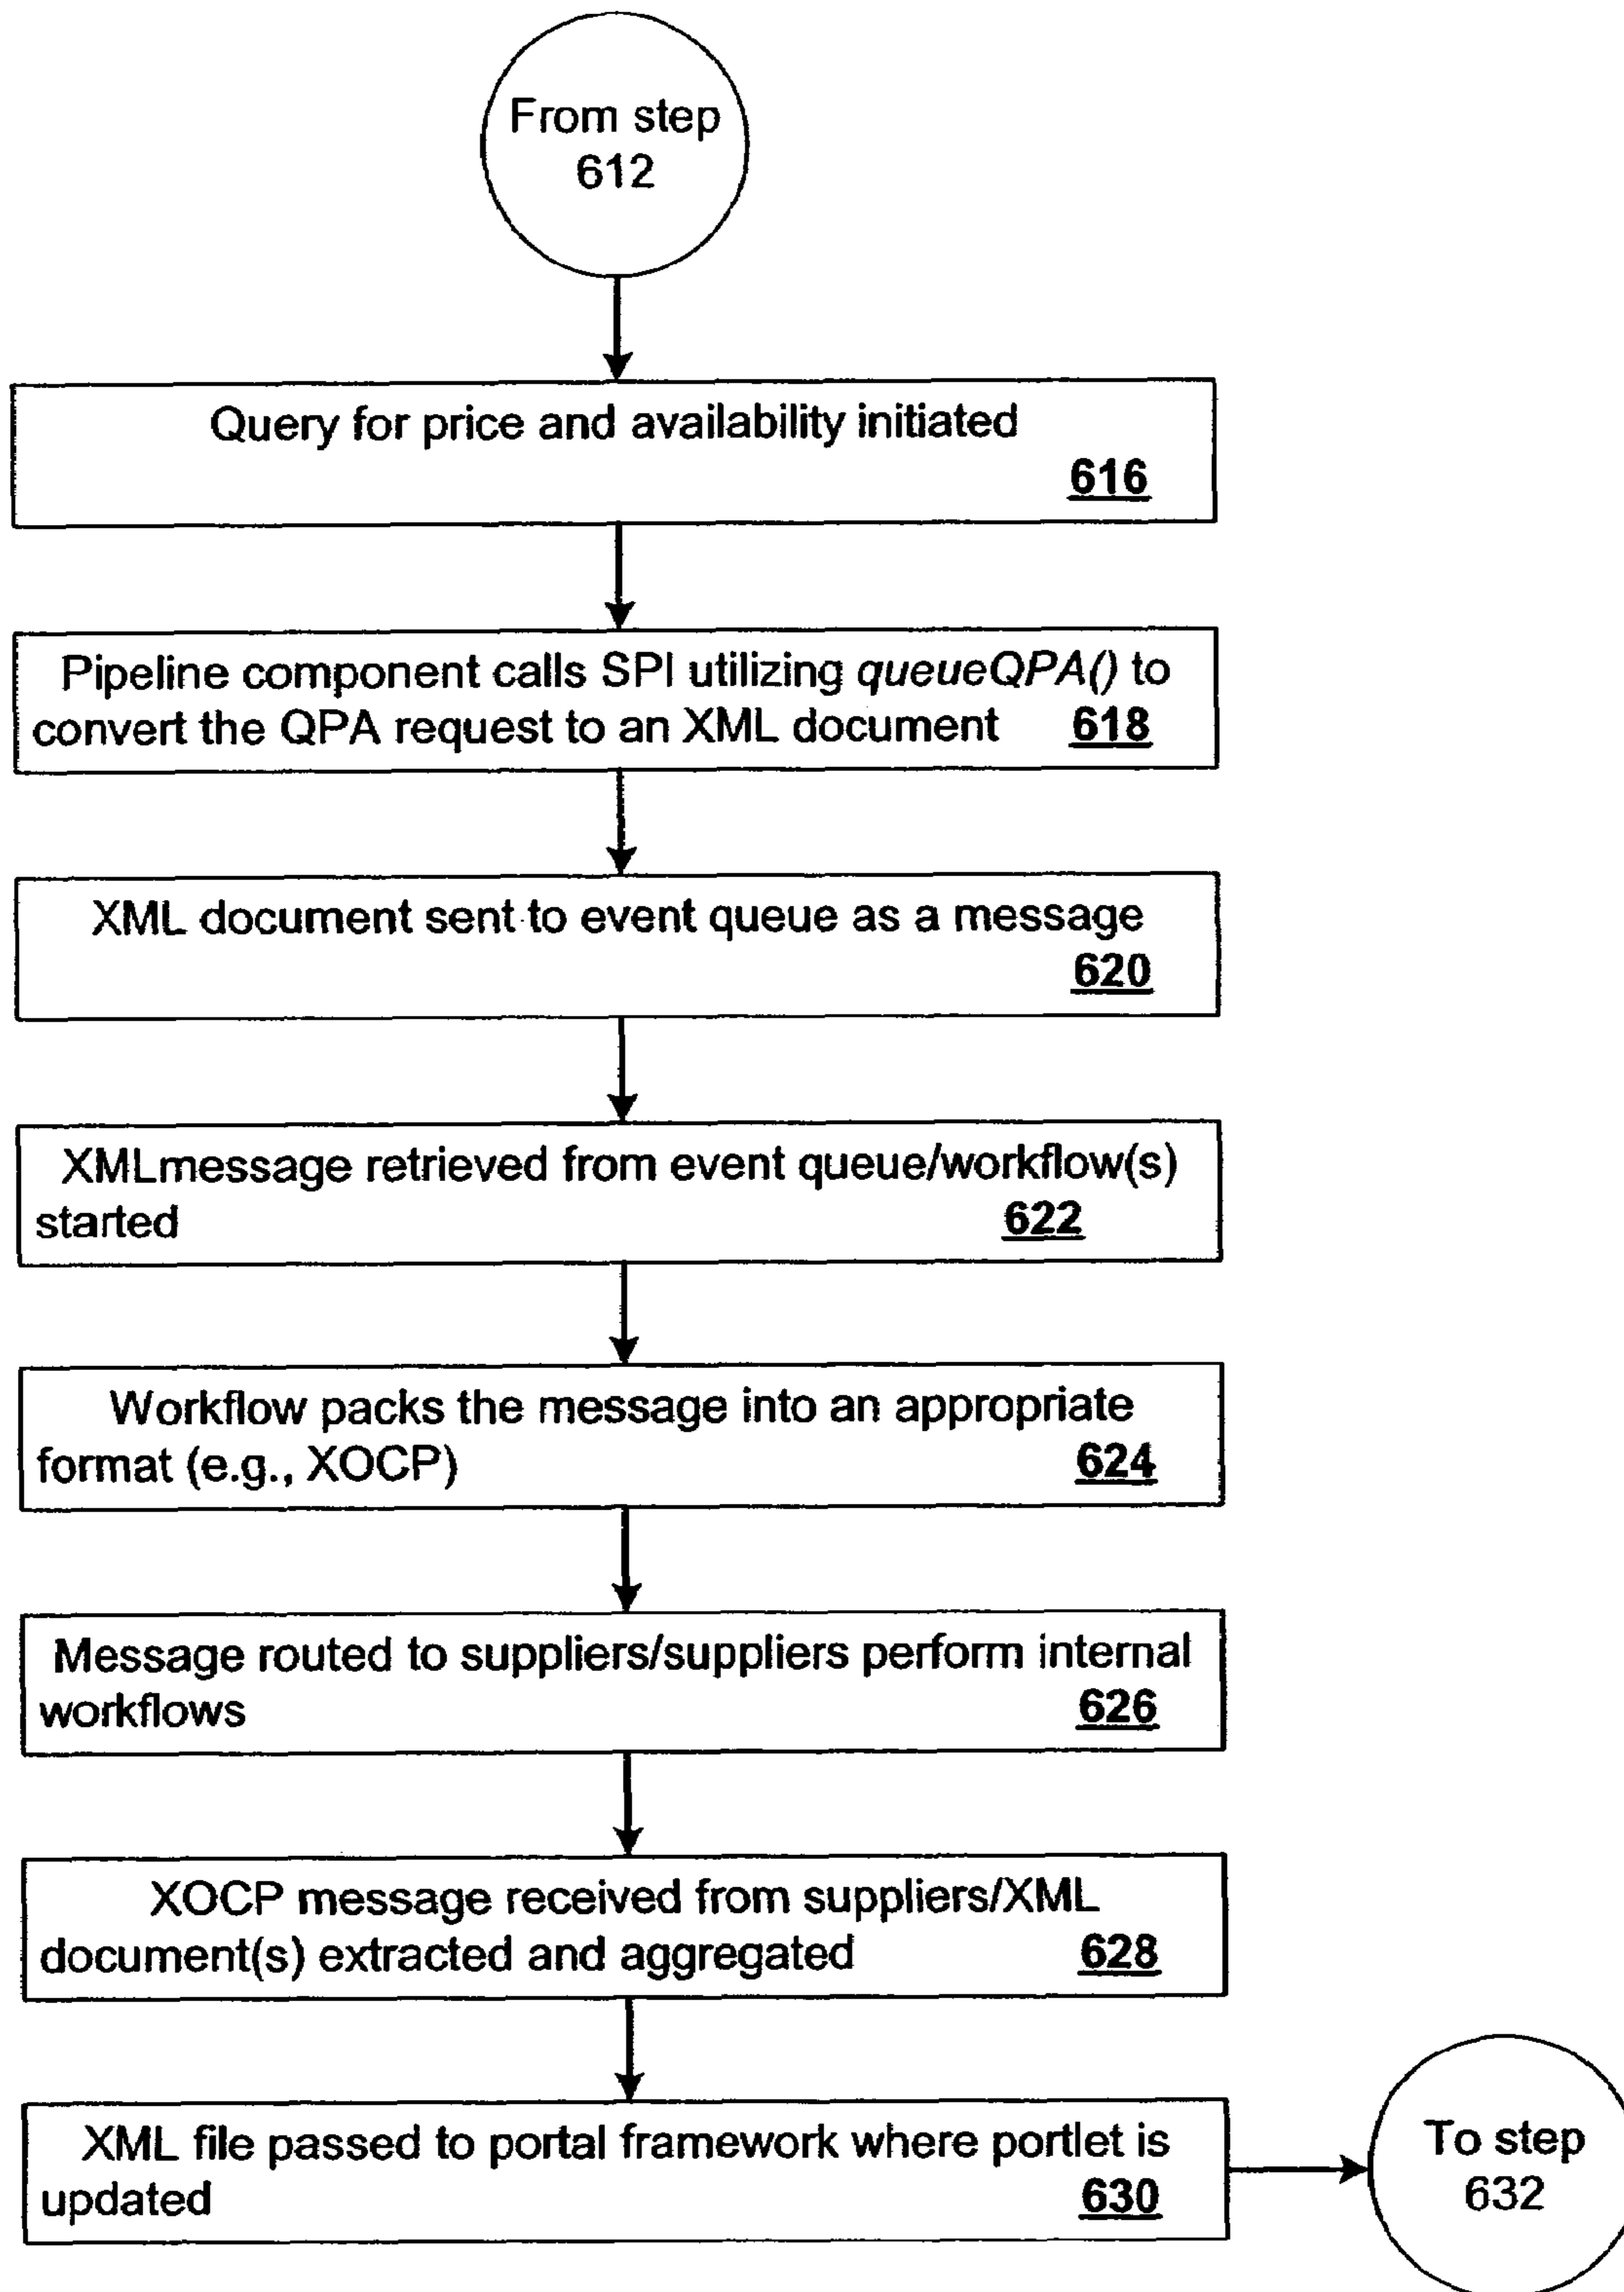 From step
612
Query for price and availability initiated
616
Pipeline component calls SPI utilizing queueQPA() to
convert the QPA request to an XML document 618
XML document sent to event queue as a message
620
XMLmessage retrieved from event queue/workflow(s)
started 622
Workflow packs the message into an appropriate
format (e.g., XOCP) 624
Message routed to suppliers/suppliers perform internal
workflows 626
XOCP message received from suppliers/XML
document(s) extracted and aggregated 628
XML file passed to portal framework where portlet is
updated 630
To step
632